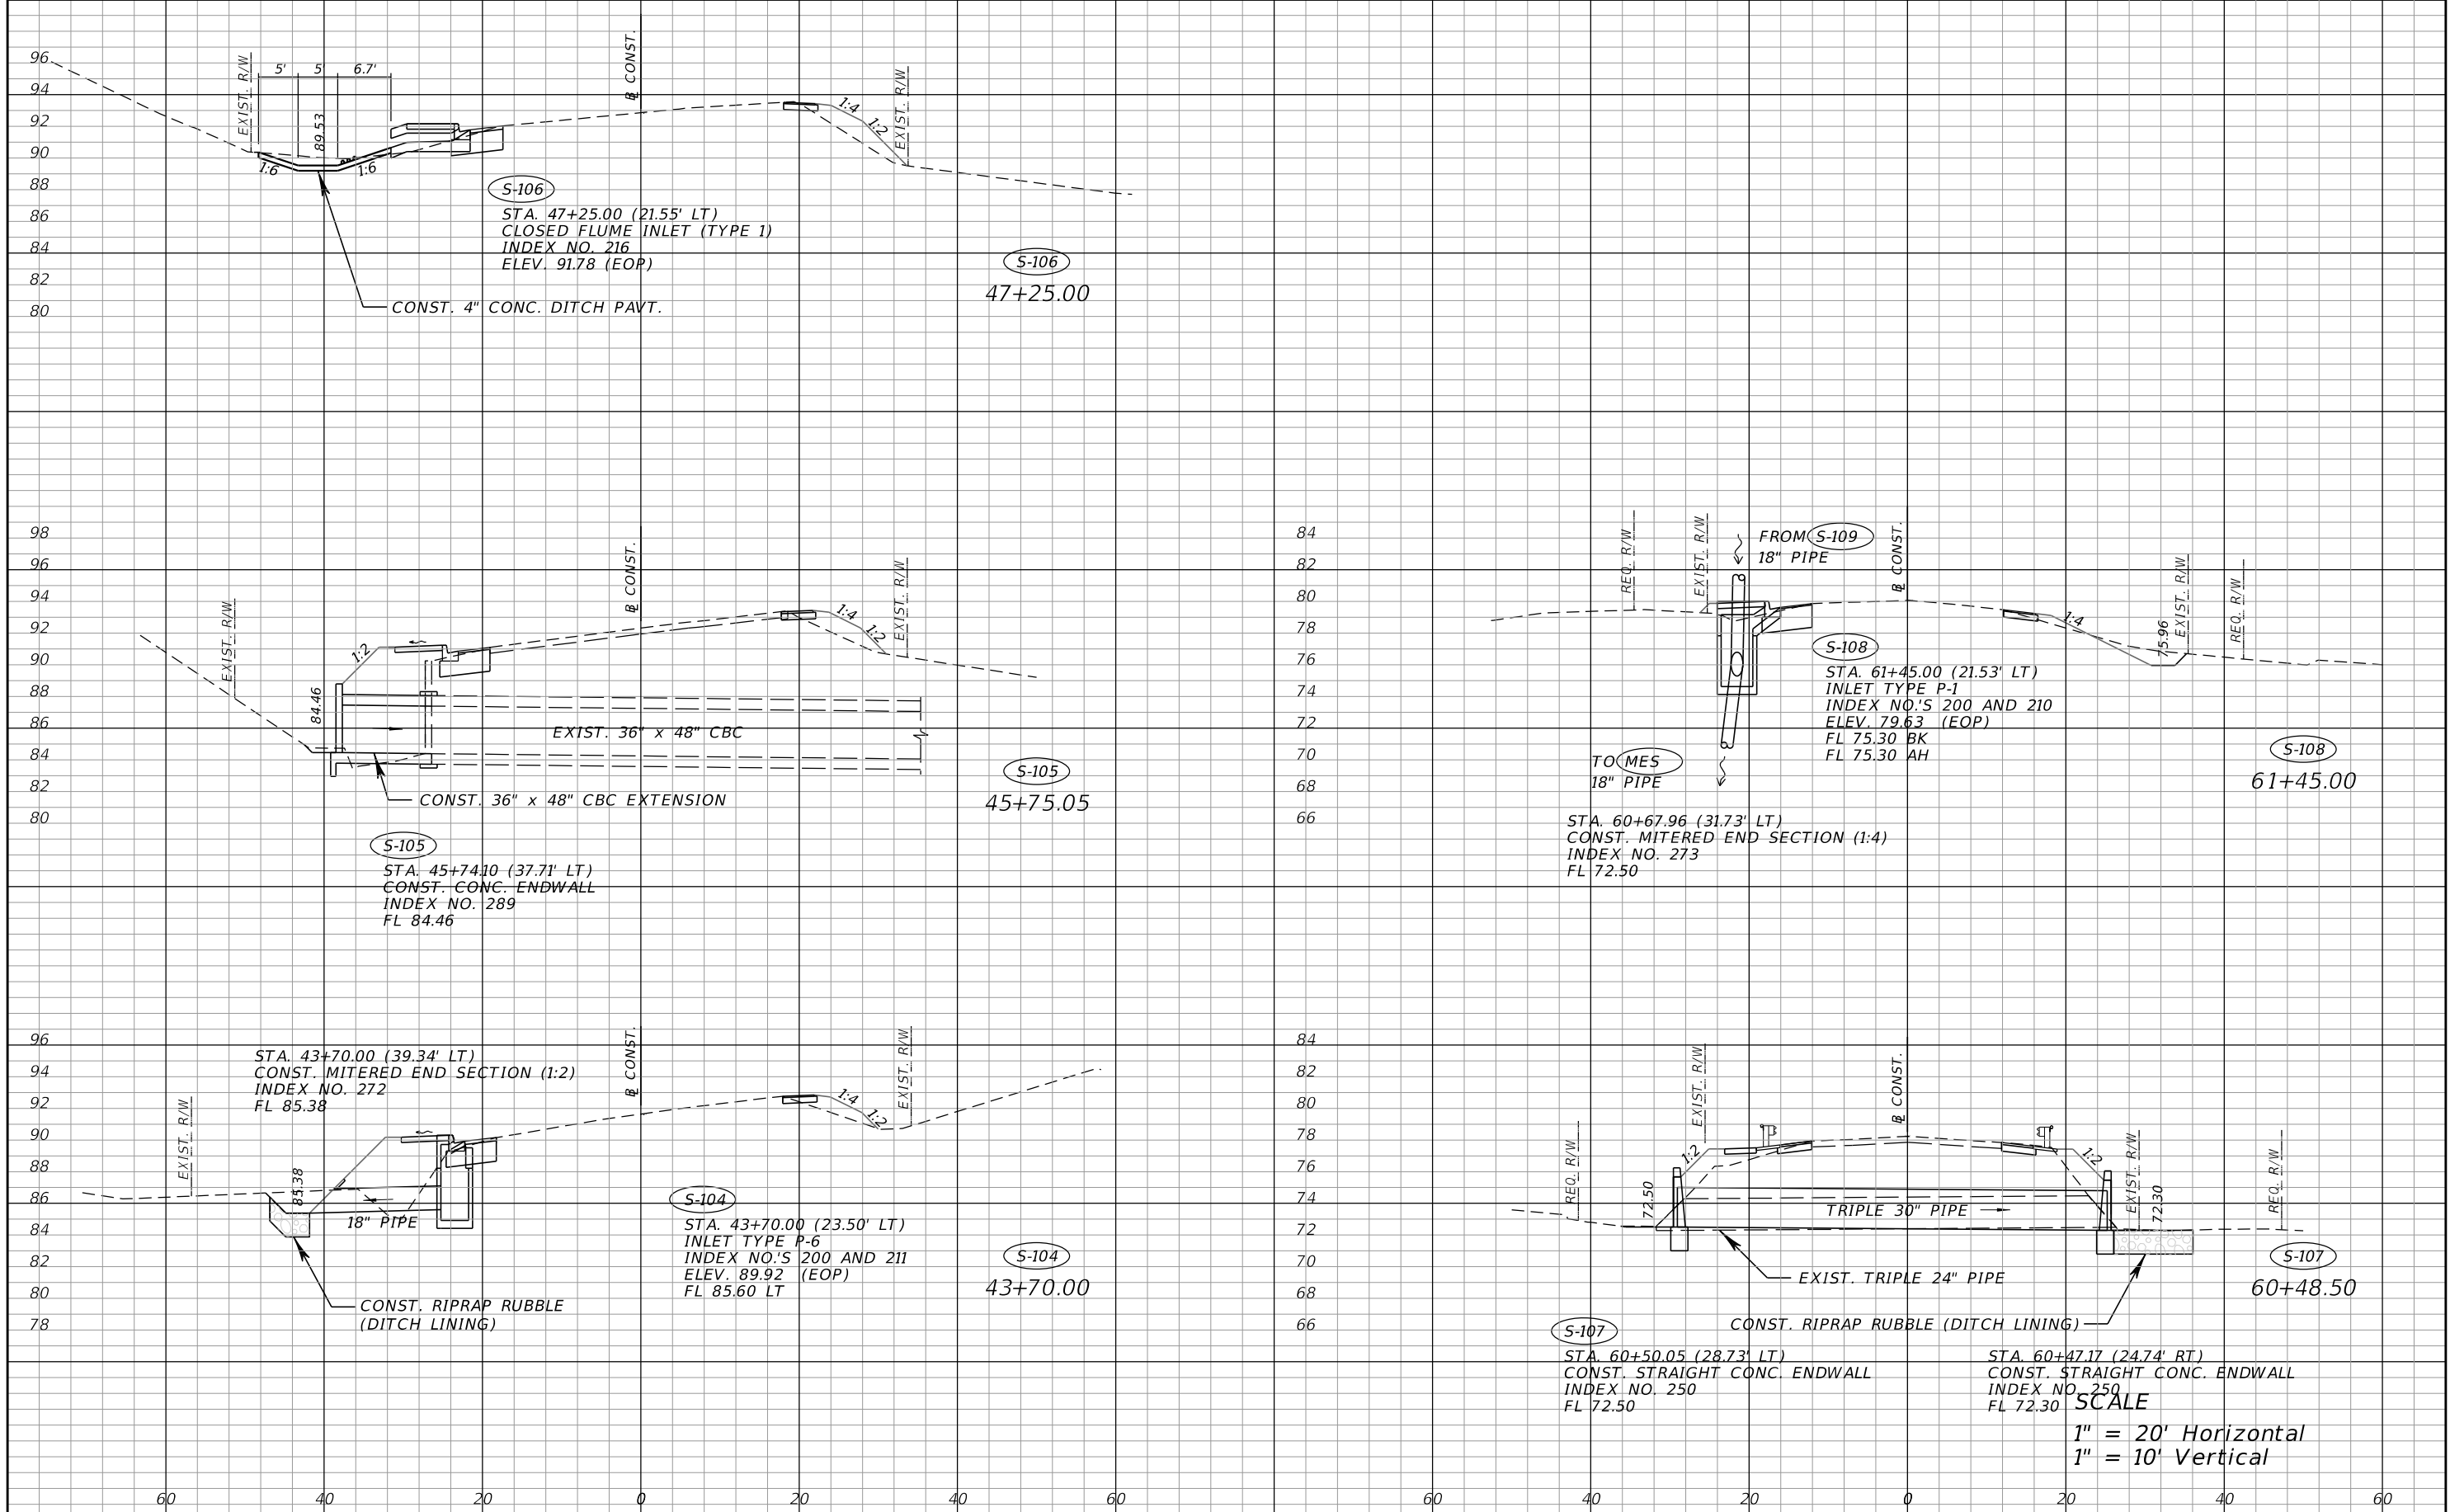 96
94
92
90
88
86
84
82
80
EXIST. R/W
5'
5'
6.7'
89.53
1:6
1:6
℄ CONST.
1:4
1:2
EXIST. R/W
S-106
STA. 47+25.00 (21.55' LT)
CLOSED FLUME INLET (TYPE 1)
INDEX NO. 216
ELEV. 91.78 (EOP)
CONST. 4" CONC. DITCH PAVT.
S-106
47+25.00
98
96
94
92
90
88
86
84
82
80
EXIST. R/W
1:2
84.46
℄ CONST.
1:4
1:2
EXIST. R/W
EXIST. 36" x 48" CBC
CONST. 36" x 48" CBC EXTENSION
S-105
STA. 45+74.10 (37.71' LT)
CONST. CONC. ENDWALL
INDEX NO. 289
FL 84.46
S-105
45+75.05
84
82
80
78
76
74
72
70
68
66
REQ. R/W
EXIST. R/W
FROM S-109
18" PIPE
℄ CONST.
1:4
75.96
EXIST. R/W
REQ. R/W
S-108
STA. 61+45.00 (21.53' LT)
INLET TYPE P-1
INDEX NO.'S 200 AND 210
ELEV. 79.63 (EOP)
FL 75.30 BK
FL 75.30 AH
TO MES
18" PIPE
STA. 60+67.96 (31.73' LT)
CONST. MITERED END SECTION (1:4)
INDEX NO. 273
FL 72.50
S-108
61+45.00
96
94
92
90
88
86
84
82
80
78
STA. 43+70.00 (39.34' LT)
CONST. MITERED END SECTION (1:2)
INDEX NO. 272
FL 85.38
EXIST. R/W
85.38
18" PIPE
℄ CONST.
1:4
1:2
EXIST. R/W
S-104
STA. 43+70.00 (23.50' LT)
INLET TYPE P-6
INDEX NO.'S 200 AND 211
ELEV. 89.92 (EOP)
FL 85.60 LT
CONST. RIPRAP RUBBLE
(DITCH LINING)
S-104
43+70.00
84
82
80
78
76
74
72
70
68
66
REQ. R/W
72.50
EXIST. R/W
1:2
℄ CONST.
1:2
EXIST. R/W
72.30
REQ. R/W
TRIPLE 30" PIPE
EXIST. TRIPLE 24" PIPE
CONST. RIPRAP RUBBLE (DITCH LINING)
S-107
60+48.50
S-107
STA. 60+50.05 (28.73' LT)
CONST. STRAIGHT CONC. ENDWALL
INDEX NO. 250
FL 72.50
STA. 60+47.17 (24.74' RT)
CONST. STRAIGHT CONC. ENDWALL
INDEX NO. 250
FL 72.30
SCALE
1" = 20' Horizontal
1" = 10' Vertical
60 40 20 0 20 40 60 60 40 20 0 20 40 60